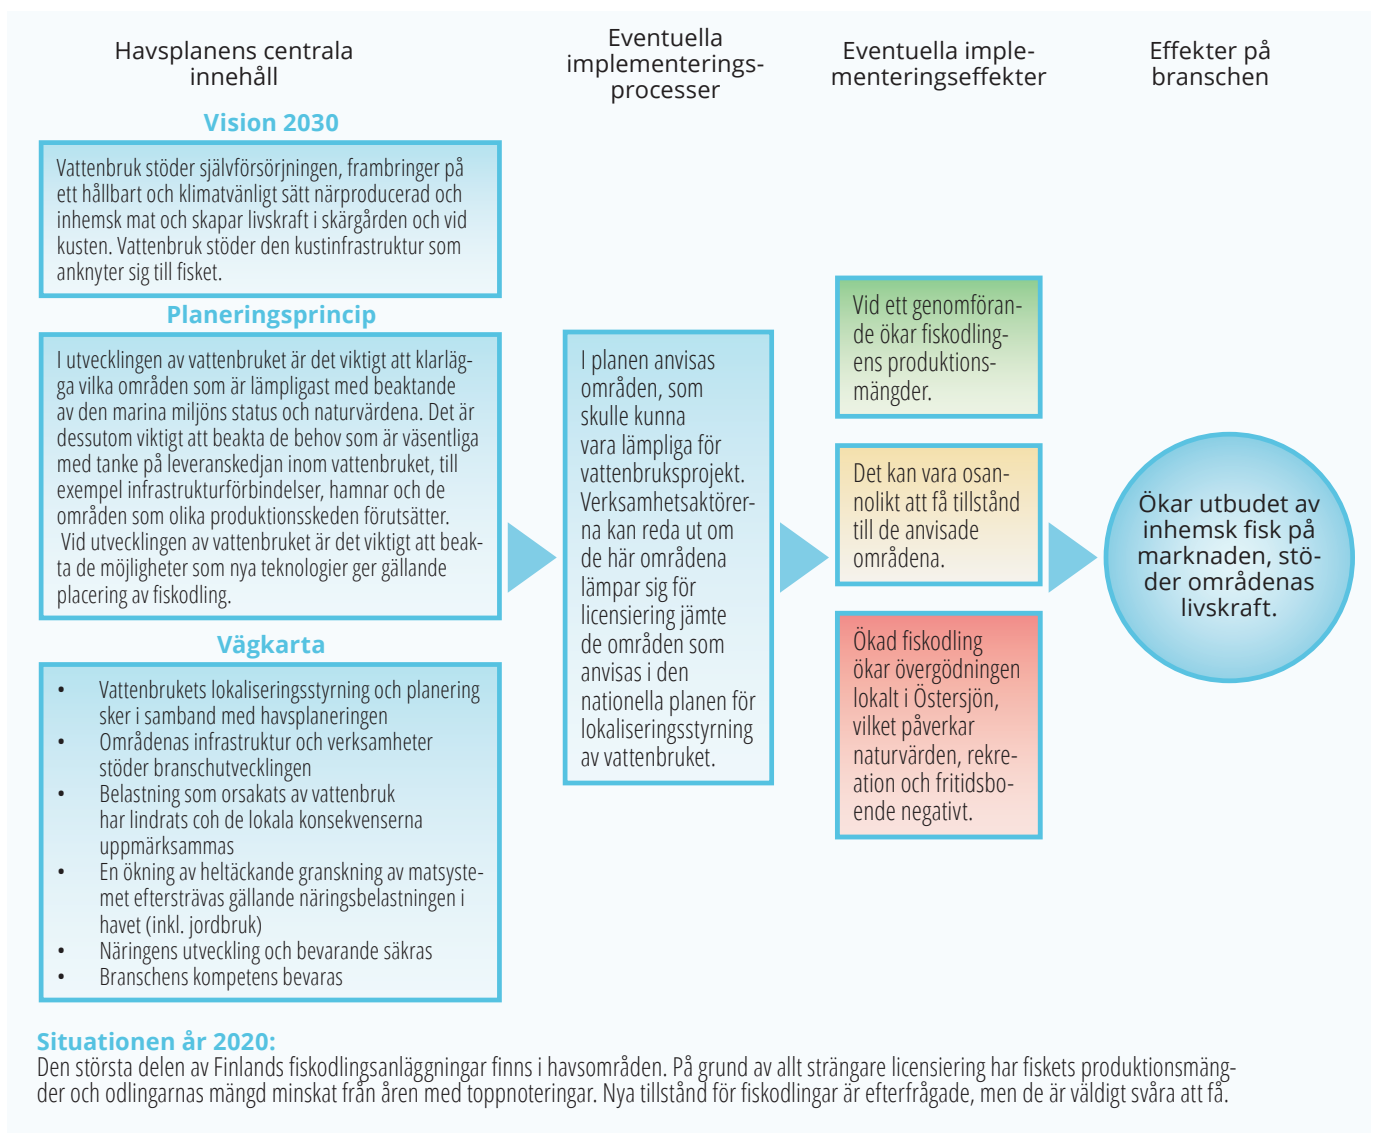 Havsplanens centrala
innehåll
Vision 2030
Vattenbruk stöder självförsörjningen, frambringer på
ett hållbart och klimatvänligt sätt närproducerad och
inhemsk mat och skapar livskraft i skärgården och vid
kusten. Vattenbruk stöder den kustinfrastruktur som
anknyter sig till fisket.
Planeringsprincip
I utvecklingen av vattenbruket är det viktigt att klarläg-
ga vilka områden som är lämpligast med beaktande
av den marina miljöns status och naturvärdena. Det är
dessutom viktigt att beakta de behov som är väsentliga
med tanke på leveranskedjan inom vattenbruket, till
exempel infrastrukturförbindelser, hamnar och de
områden som olika produktionsskeden förutsätter.
Vid utvecklingen av vattenbruket är det viktigt att beak-
ta de möjligheter som nya teknologier ger gällande
placering av fiskodling.
Vägkarta
• Vattenbrukets lokaliseringsstyrning och planering
sker i samband med havsplaneringen
• Områdenas infrastruktur och verksamheter
stöder branschutvecklingen
• Belastning som orsakats av vattenbruk
har lindrats coh de lokala konsekvenserna
uppmärksammas
• En ökning av heltäckande granskning av matsyste-
met eftersträvas gällande näringsbelastningen i
havet (inkl. jordbruk)
• Näringens utveckling och bevarande säkras
• Branschens kompetens bevaras
Eventuella
implementerings-
processer
I planen anvisas
områden, som
skulle kunna
vara lämpliga för
vattenbruksprojekt.
Verksamhetsaktörer-
na kan reda ut om
de här områdena
lämpar sig för
licensiering jämte
de områden som
anvisas i den
nationella planen för
lokaliseringsstyrning
av vattenbruket.
Eventuella imple-
menteringseffekter
Vid ett genomföran-
de ökar fiskodling-
ens produktions-
mängder.
Det kan vara osan-
nolikt att få tillstånd
till de anvisade
områdena.
Ökad fiskodling
ökar övergödningen
lokalt i Östersjön,
vilket påverkar
naturvärden, rekre-
ation och fritidsbo-
ende negativt.
Effekter på
branschen
Ökar utbudet av
inhemsk fisk på
marknaden, stö-
der områdenas
livskraft.
Situationen år 2020:
Den största delen av Finlands fiskodlingsanläggningar finns i havsområden. På grund av allt strängare licensiering har fiskets produktionsmäng-
der och odlingarnas mängd minskat från åren med toppnoteringar. Nya tillstånd för fiskodlingar är efterfrågade, men de är väldigt svåra att få.